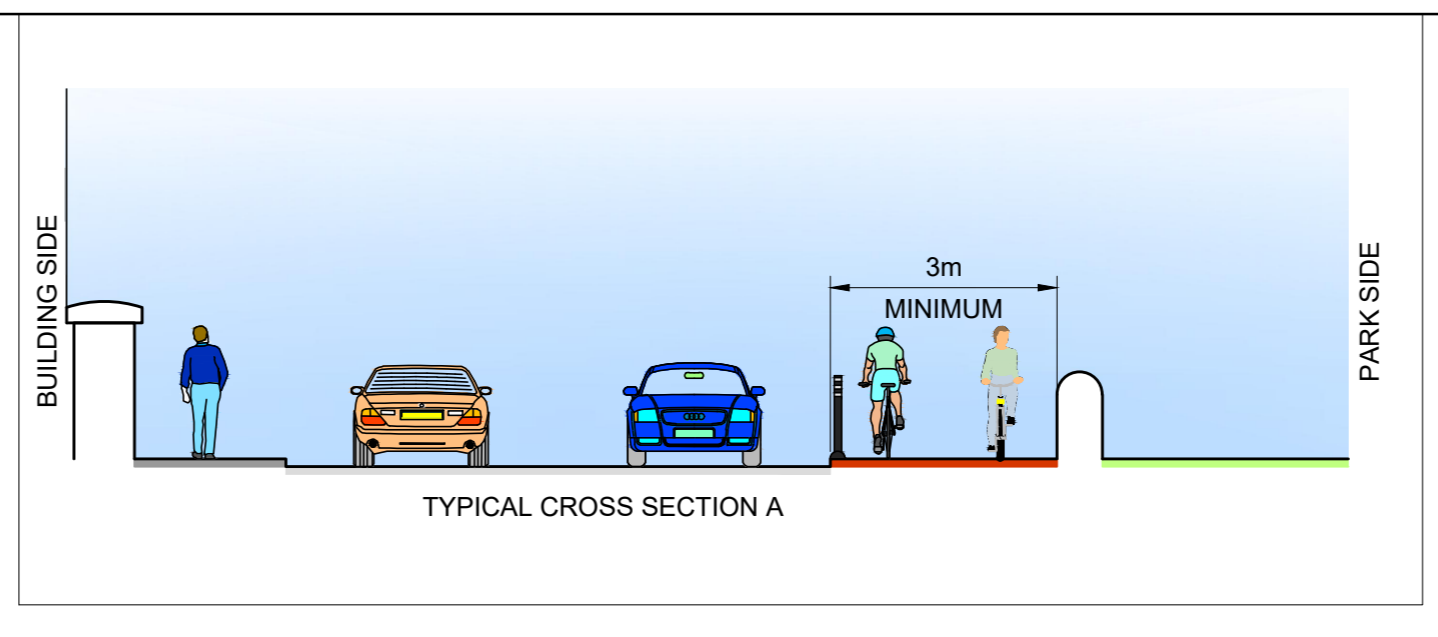 BUILDING SIDE
3m
MINIMUM
PARK SIDE
TYPICAL CROSS SECTION A